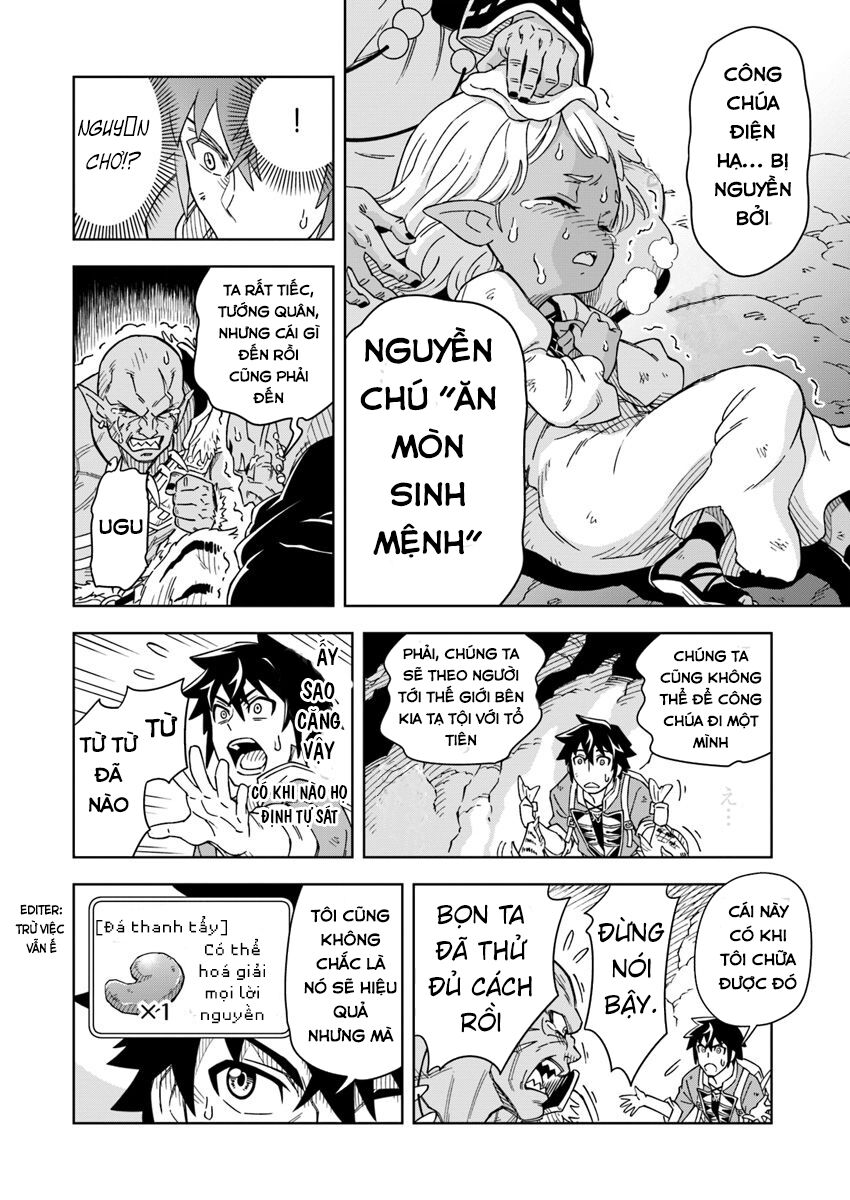 CÔNG
CHÚA
ĐIỆN
HẠ... BỊ
NGUYỀN
BỞI
NGUYỀN
CHÚ "ĂN
MÒN
SINH
MỆNH"
!
CHƠ!?
TA RẤT TIẾC,
TƯỚNG QUÂN,
NHƯNG CÁI GÌ
ĐẾN RỒI
CŨNG PHẢI
ĐẾN
UGU
CHÚNG TA
CŨNG KHÔNG
THỂ ĐỂ CÔNG
CHÚA ĐI MỘT
MÌNH
PHẢI, CHÚNG TA
SẼ THEO NGƯỜI
TỚI THẾ GIỚI BÊN
KIA TẠ TỘI VỚI TỔ
TIÊN
え…
ẤY
SAO
CĂNG
VẬY
CÓ KHI NÀO HỌ
ĐỊNH TỰ SÁT
TỪ
TỪ TỪ
ĐÃ
NÀO
CÁI NÀY
CÓ KHI
TÔI CHỮA
ĐƯỢC ĐÓ
ĐỪNG
NÓI
BẬY.
BỌN TA
ĐÃ THỬ
ĐỦ CÁCH
RỒI
TÔI CŨNG
KHÔNG
CHẮC LÀ
NÓ SẼ HIỆU
QUẢ
NHƯNG MÀ
[Đá thanh tẩy]
Có thể
hoá giải
mọi lời
nguyền
×1
EDITER:
TRỪ VIỆC
VẪN Ế